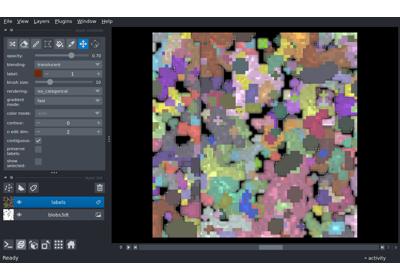 File View Layers Plugins Window Help
opacity: 0.70
blending: translucent
label: 1
brush size: 10
rendering: iso_categorical
gradient mode: fast
color mode:
contour: 0
n edit dim: 2
contiguous:
preserve labels:
show selected:
labels
blobs3dt
Ready
activity